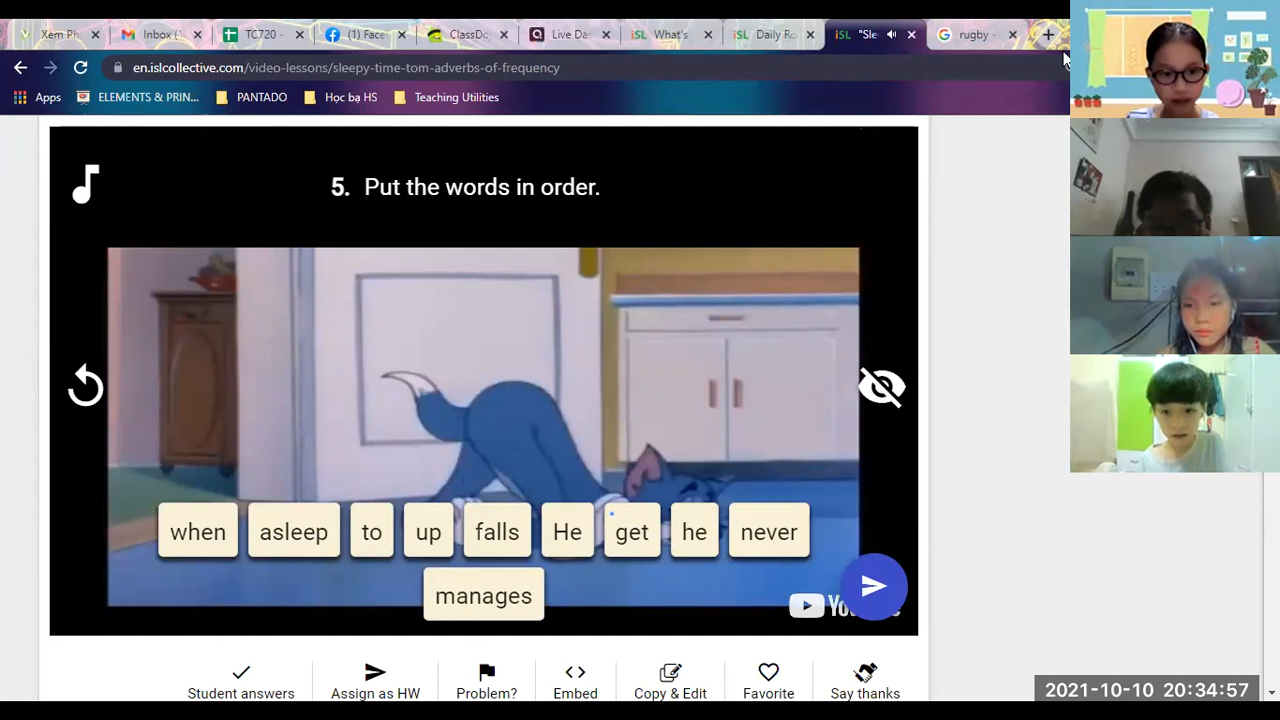 Xem Ph
Inbox (
TC720 -
(1) Face
ClassD
Live Da
What's
Daily Ro
"Sle
rugby -
en.islcollective.com/video-lessons/sleepy-time-tom-adverbs-of-frequency
Apps ELEMENTS & PRIN... PANTADO Học bạ HS Teaching Utilities
5. Put the words in order.
when asleep to up falls He get he never
manages
Student answers Assign as HW Problem? Embed Copy & Edit Favorite Say thanks
2021-10-10 20:34:57